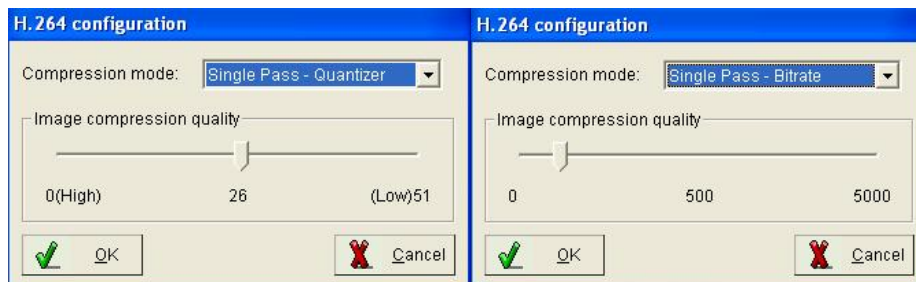 H.264 configuration
Compression mode: Single Pass - Quantizer
Image compression quality
0(High) 26 (Low)51
OK Cancel
H.264 configuration
Compression mode: Single Pass - Bitrate
Image compression quality
0 500 5000
OK Cancel